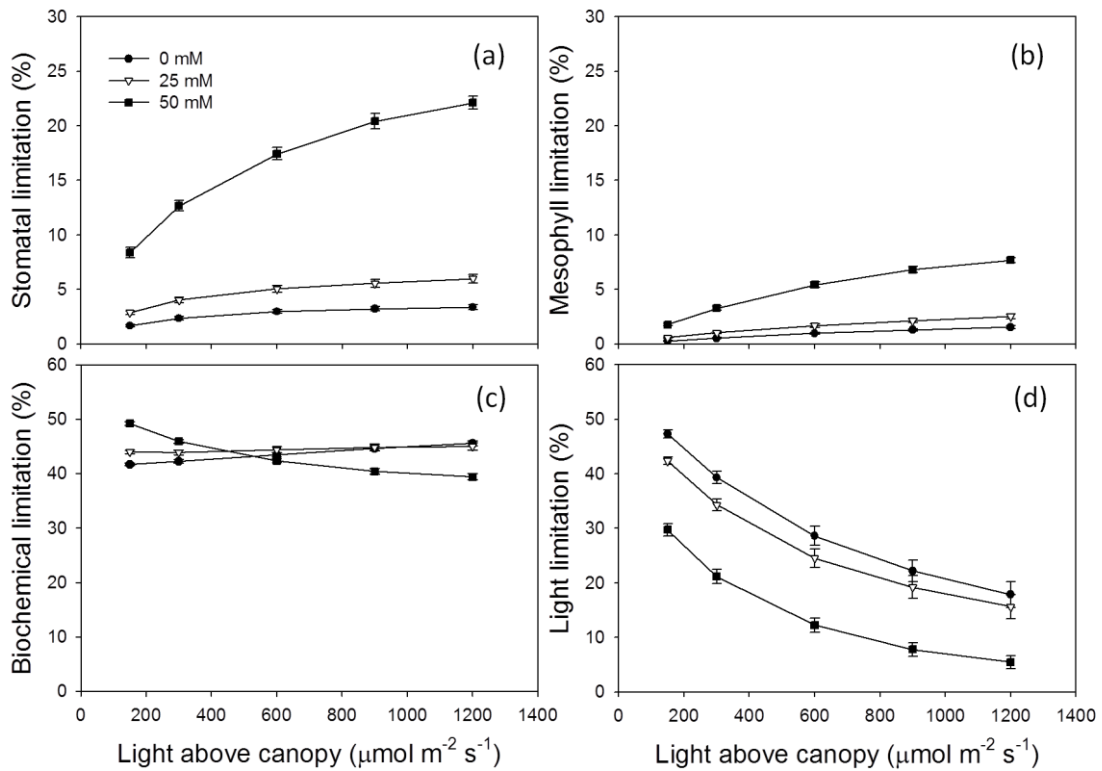 30
25
20
15
10
5
0
Stomatal limitation (%)
(a)
0 mM
25 mM
50 mM
30
25
20
15
10
5
0
Mesophyll limitation (%)
(b)
60
50
40
30
20
10
0
Biochemical limitation (%)
(c)
0 200 400 600 800 1000 1200 1400
Light above canopy (μmol m⁻² s⁻¹)
60
50
40
30
20
10
0
Light limitation (%)
(d)
0 200 400 600 800 1000 1200 1400
Light above canopy (μmol m⁻² s⁻¹)